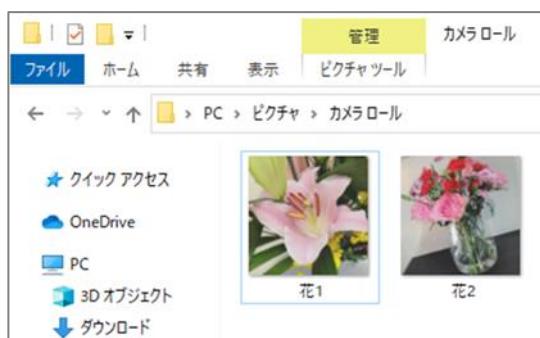 管理
カメラ ロール
ファイル
ホーム
共有
表示
ピクチャ ツール
PC › ピクチャ › カメラ ロール
クイック アクセス
OneDrive
PC
3D オブジェクト
ダウンロード
花1
花2